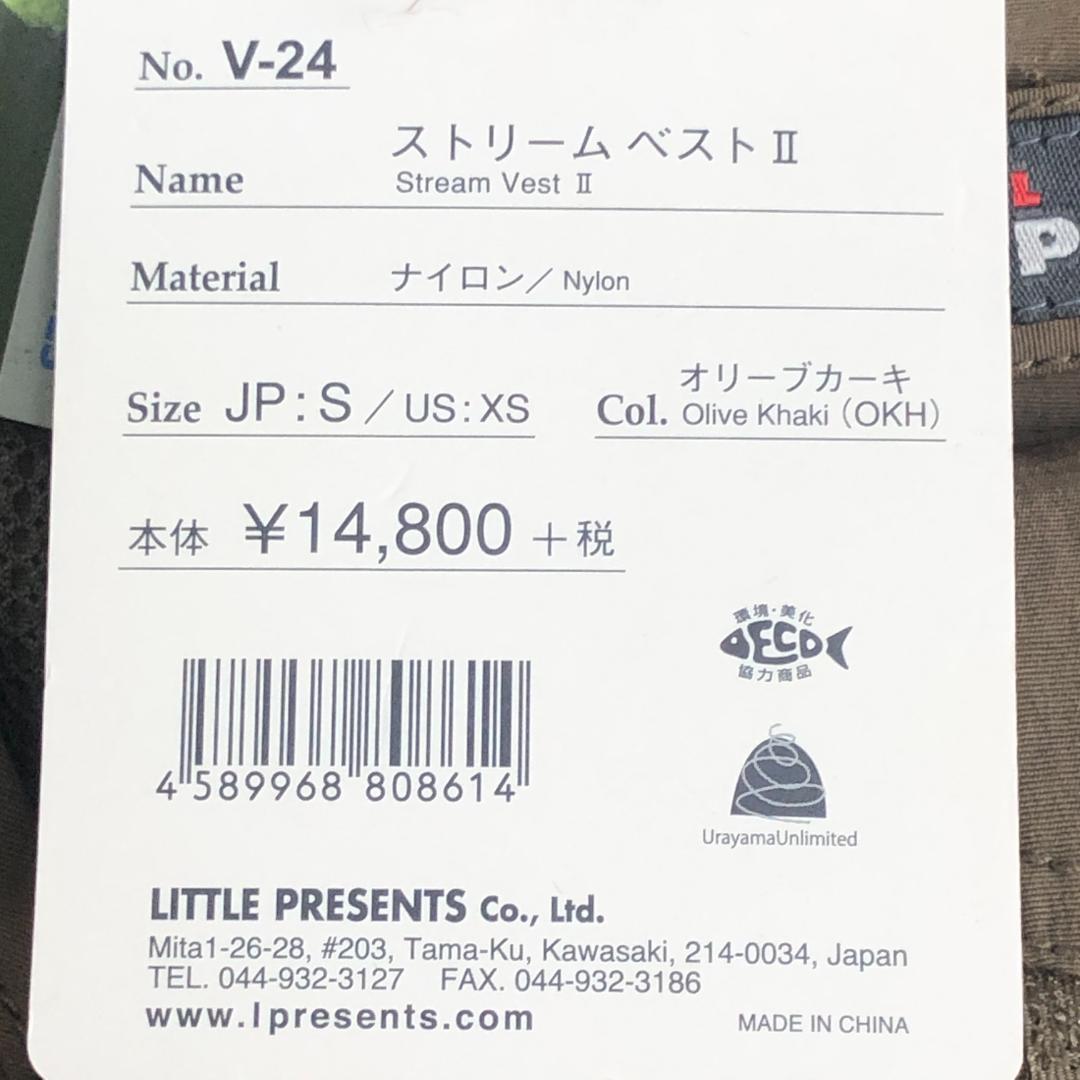 No. V-24
ストリーム ベストⅡ
Name Stream Vest Ⅱ
Material ナイロン／Nylon
オリーブカーキ
Size JP:S／US:XS Col. Olive Khaki（OKH）
本体 ¥14,800＋税
環境・美化
ECO
協力商品
4 589968 808614
UrayamaUnlimited
LITTLE PRESENTS Co., Ltd.
Mita1-26-28, #203, Tama-Ku, Kawasaki, 214-0034, Japan
TEL. 044-932-3127 FAX. 044-932-3186
www.lpresents.com
MADE IN CHINA